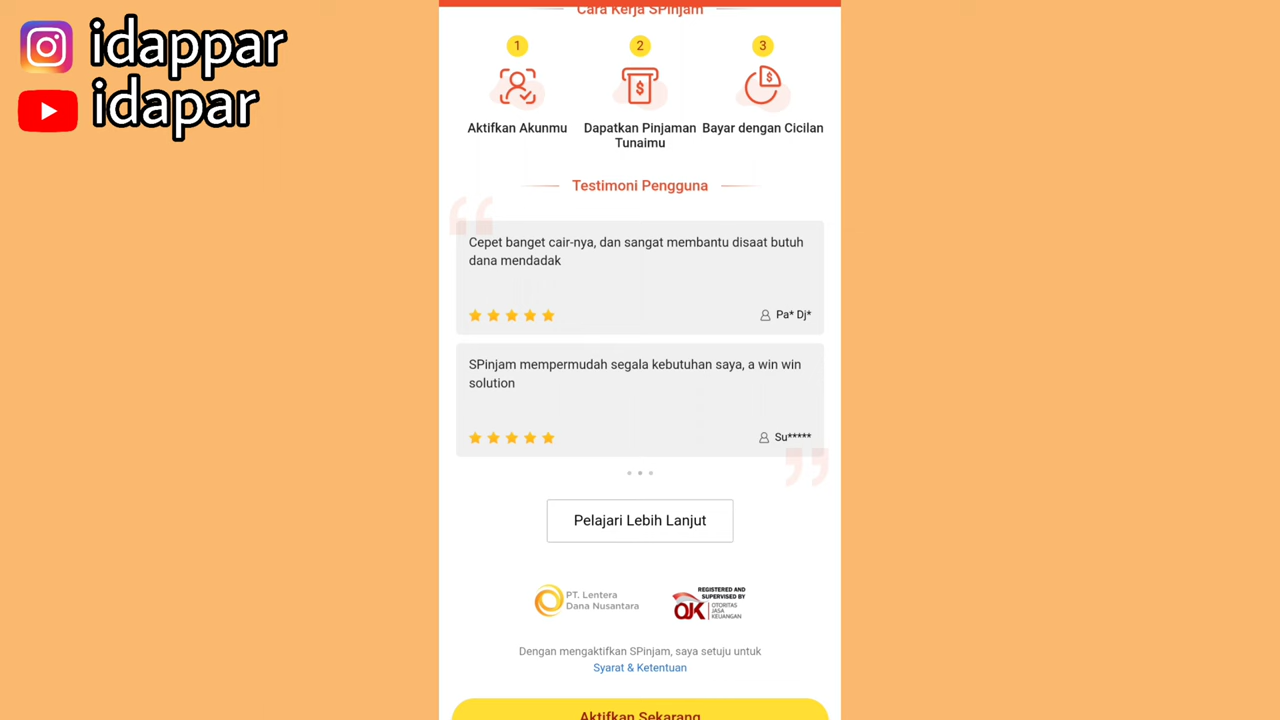 idappar
idapar
Cara Kerja SPinjam
1
2
3
Aktifkan Akunmu
Dapatkan Pinjaman
Tunaimu
Bayar dengan Cicilan
Testimoni Pengguna
Cepet banget cair-nya, dan sangat membantu disaat butuh
dana mendadak
Pa* Dj*
SPinjam mempermudah segala kebutuhan saya, a win win
solution
Su*****
Pelajari Lebih Lanjut
PT. Lentera
Dana Nusantara
REGISTERED AND
SUPERVISED BY
OJK
OTORITAS
JASA
KEUANGAN
Dengan mengaktifkan SPinjam, saya setuju untuk
Syarat & Ketentuan
Aktifkan Sekarang